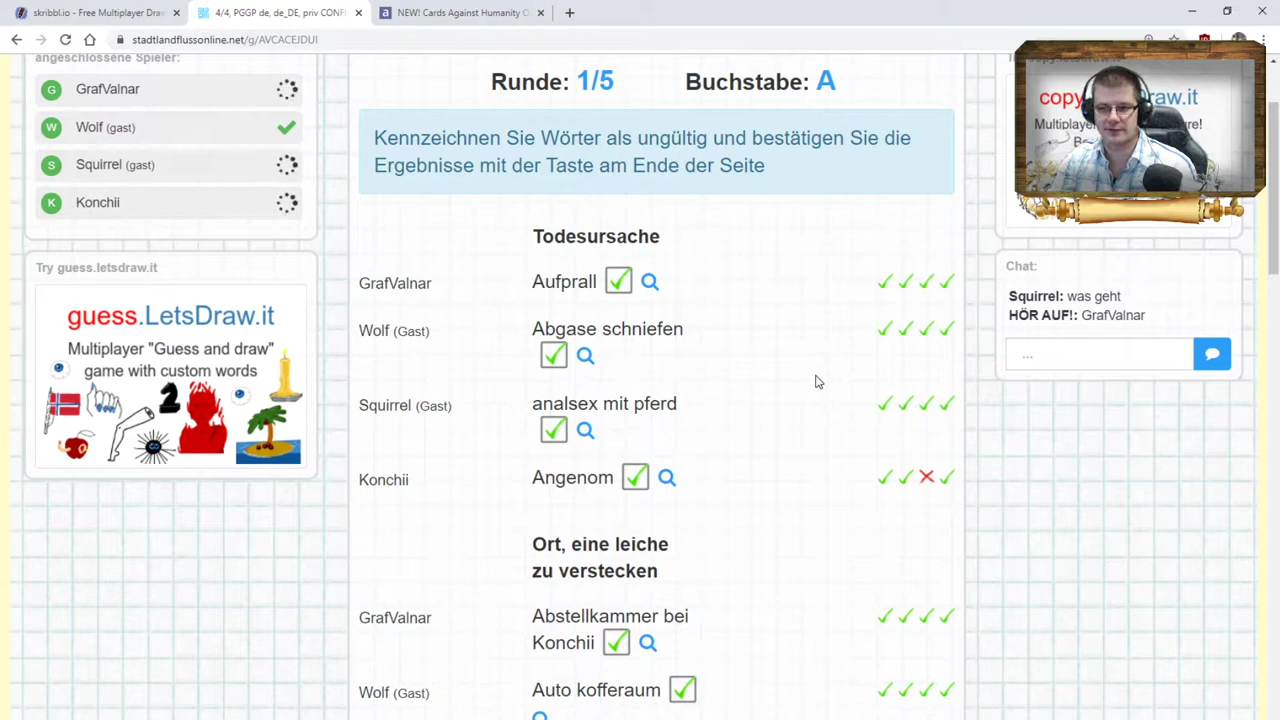 skribbl.io - Free Multiplayer Draw
4/4, PGGP de, de_DE, priv CONF
NEW! Cards Against Humanity O
stadtlandflussonline.net/g/AVCACEJDUI
angeschlossene Spieler:
G GrafValnar
W Wolf (gast)
S Squirrel (gast)
K Konchii
Try guess.letsdraw.it
guess.LetsDraw.it
Multiplayer "Guess and draw"
game with custom words
Runde: 1/5 Buchstabe: A
Kennzeichnen Sie Wörter als ungültig und bestätigen Sie die
Ergebnisse mit der Taste am Ende der Seite
Todesursache
GrafValnar Aufprall
Wolf (Gast) Abgase schniefen
Squirrel (Gast) analsex mit pferd
Konchii Angenom
Ort, eine leiche
zu verstecken
GrafValnar Abstellkammer bei
Konchii
Wolf (Gast) Auto kofferaum
Chat:
Squirrel: was geht
HÖR AUF!: GrafValnar
...